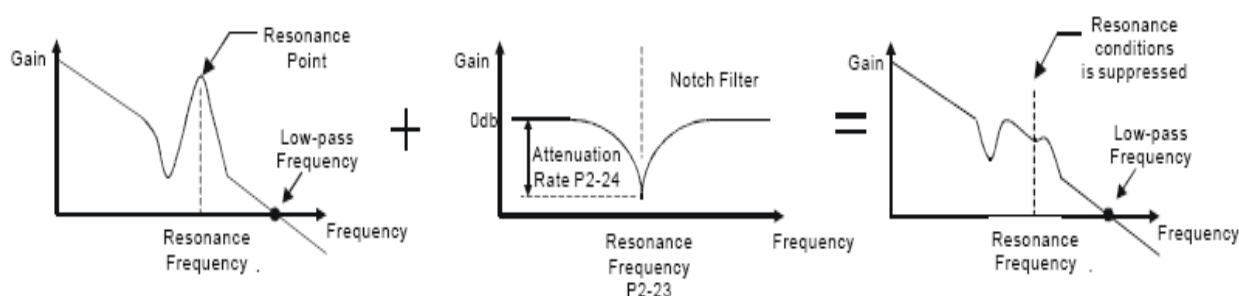 Gain
Resonance
Point
Low-pass
Frequency
Frequency
Resonance
Frequency .
+
Gain
0db
Notch Filter
Attenuation
Rate P2-24
Resonance
Frequency
P2-23
Frequency
=
Gain
Resonance
conditions
is suppressed
Low-pass
Frequency
Frequency
Resonance
Frequency .